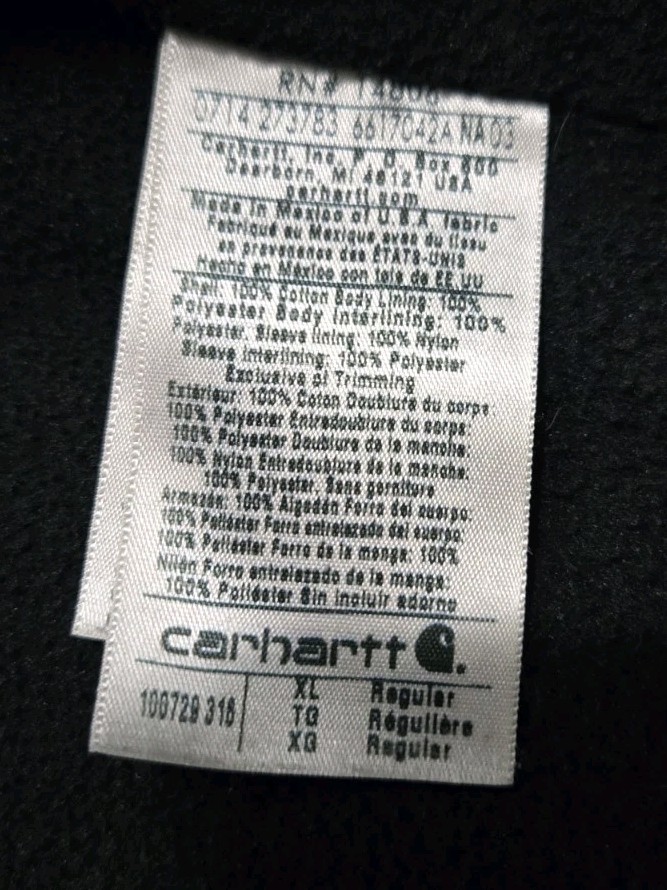 RN# 14806
0714 273783 6617042A NA 03
Carhartt, Inc, P. O. Box 600
Dearborn, MI 48121 USA
carhartt.com
Made in Mexico of U.S.A. fabric
Fabriqué au Mexique avec du tissu
en provenance des ÉTATS-UNIS
Hecho en México con tela de EE UU
Shell: 100% Cotton Body Lining: 100%
Polyester Body Interlining: 100%
Polyester. Sleeve lining: 100% Nylon
Sleeve interlining: 100% Polyester
Exclusive of Trimming
Extérieur: 100% Coton Doublure du corps:
100% Polyester Entredoublure du corps
100% Polyester Doublure de la manche:
100% Nylon Entredoublure de la manche:
100% Polyester. Sans garniture
Armazón: 100% Algodón Forro del cuerpo:
100% Poliéster Forro entrelazado del cuerpo:
100% Poliéster Forro de la manga: 100%
Nilón Forro entrelazado de la manga:
100% Poliéster Sin incluir adorno
carhartt
100729 316
XL Regular
TG Régulière
XG Regular